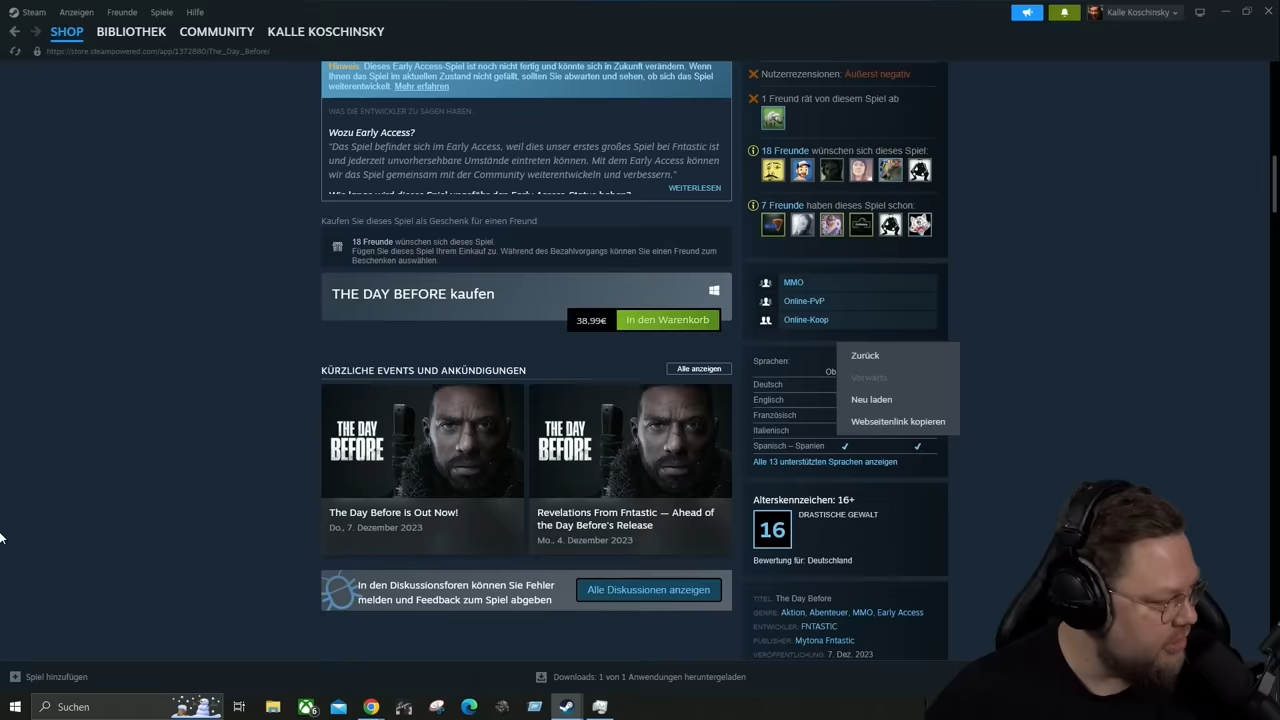 Steam Anzeigen Freunde Spiele Hilfe
Kalle Koschinsky
SHOP BIBLIOTHEK COMMUNITY KALLE KOSCHINSKY
https://store.steampowered.com/app/1372880/The_Day_Before/
Hinweis. Dieses Early Access-Spiel ist noch nicht fertig und könnte sich in Zukunft verändern. Wenn
Ihnen das Spiel im aktuellen Zustand nicht gefällt, sollten Sie abwarten und sehen, ob sich das Spiel
weiterentwickelt. Mehr erfahren
WAS DIE ENTWICKLER ZU SAGEN HABEN:
Wozu Early Access?
"Das Spiel befindet sich im Early Access, weil dies unser erstes großes Spiel bei Fntastic ist
und jederzeit unvorhersehbare Umstände eintreten können. Mit dem Early Access können
wir das Spiel gemeinsam mit der Community weiterentwickeln und verbessern."
Wie lange wird dieses Spiel ungefähr den Early Access-Status haben?
WEITERLESEN
Kaufen Sie dieses Spiel als Geschenk für einen Freund
18 Freunde wünschen sich dieses Spiel.
Fügen Sie dieses Spiel Ihrem Einkauf zu. Während des Bezahlvorgangs können Sie einen Freund zum
Beschenken auswählen.
THE DAY BEFORE kaufen
38,99€ In den Warenkorb
KÜRZLICHE EVENTS UND ANKÜNDIGUNGEN Alle anzeigen
THE DAY
BEFORE
The Day Before is Out Now!
Do., 7. Dezember 2023
THE DAY
BEFORE
Revelations From Fntastic — Ahead of
the Day Before's Release
Mo., 4. Dezember 2023
In den Diskussionsforen können Sie Fehler
melden und Feedback zum Spiel abgeben
Alle Diskussionen anzeigen
Nutzerrezensionen: Äußerst negativ
1 Freund rät von diesem Spiel ab
18 Freunde wünschen sich dieses Spiel:
7 Freunde haben dieses Spiel schon:
MMO
Online-PvP
Online-Koop
Sprachen:
Ob
Deutsch
Englisch
Französisch
Italienisch
Spanisch – Spanien ✔ ✔
Alle 13 unterstützten Sprachen anzeigen
Zurück
Vorwärts
Neu laden
Webseitenlink kopieren
Alterskennzeichen: 16+
16
DRASTISCHE GEWALT
Bewertung für: Deutschland
TITEL: The Day Before
GENRE: Aktion, Abenteuer, MMO, Early Access
ENTWICKLER: FNTASTIC
PUBLISHER: Mytona Fntastic
VERÖFFENTLICHUNG: 7. Dez. 2023
Spiel hinzufügen
Downloads: 1 von 1 Anwendungen heruntergeladen
Suchen
6